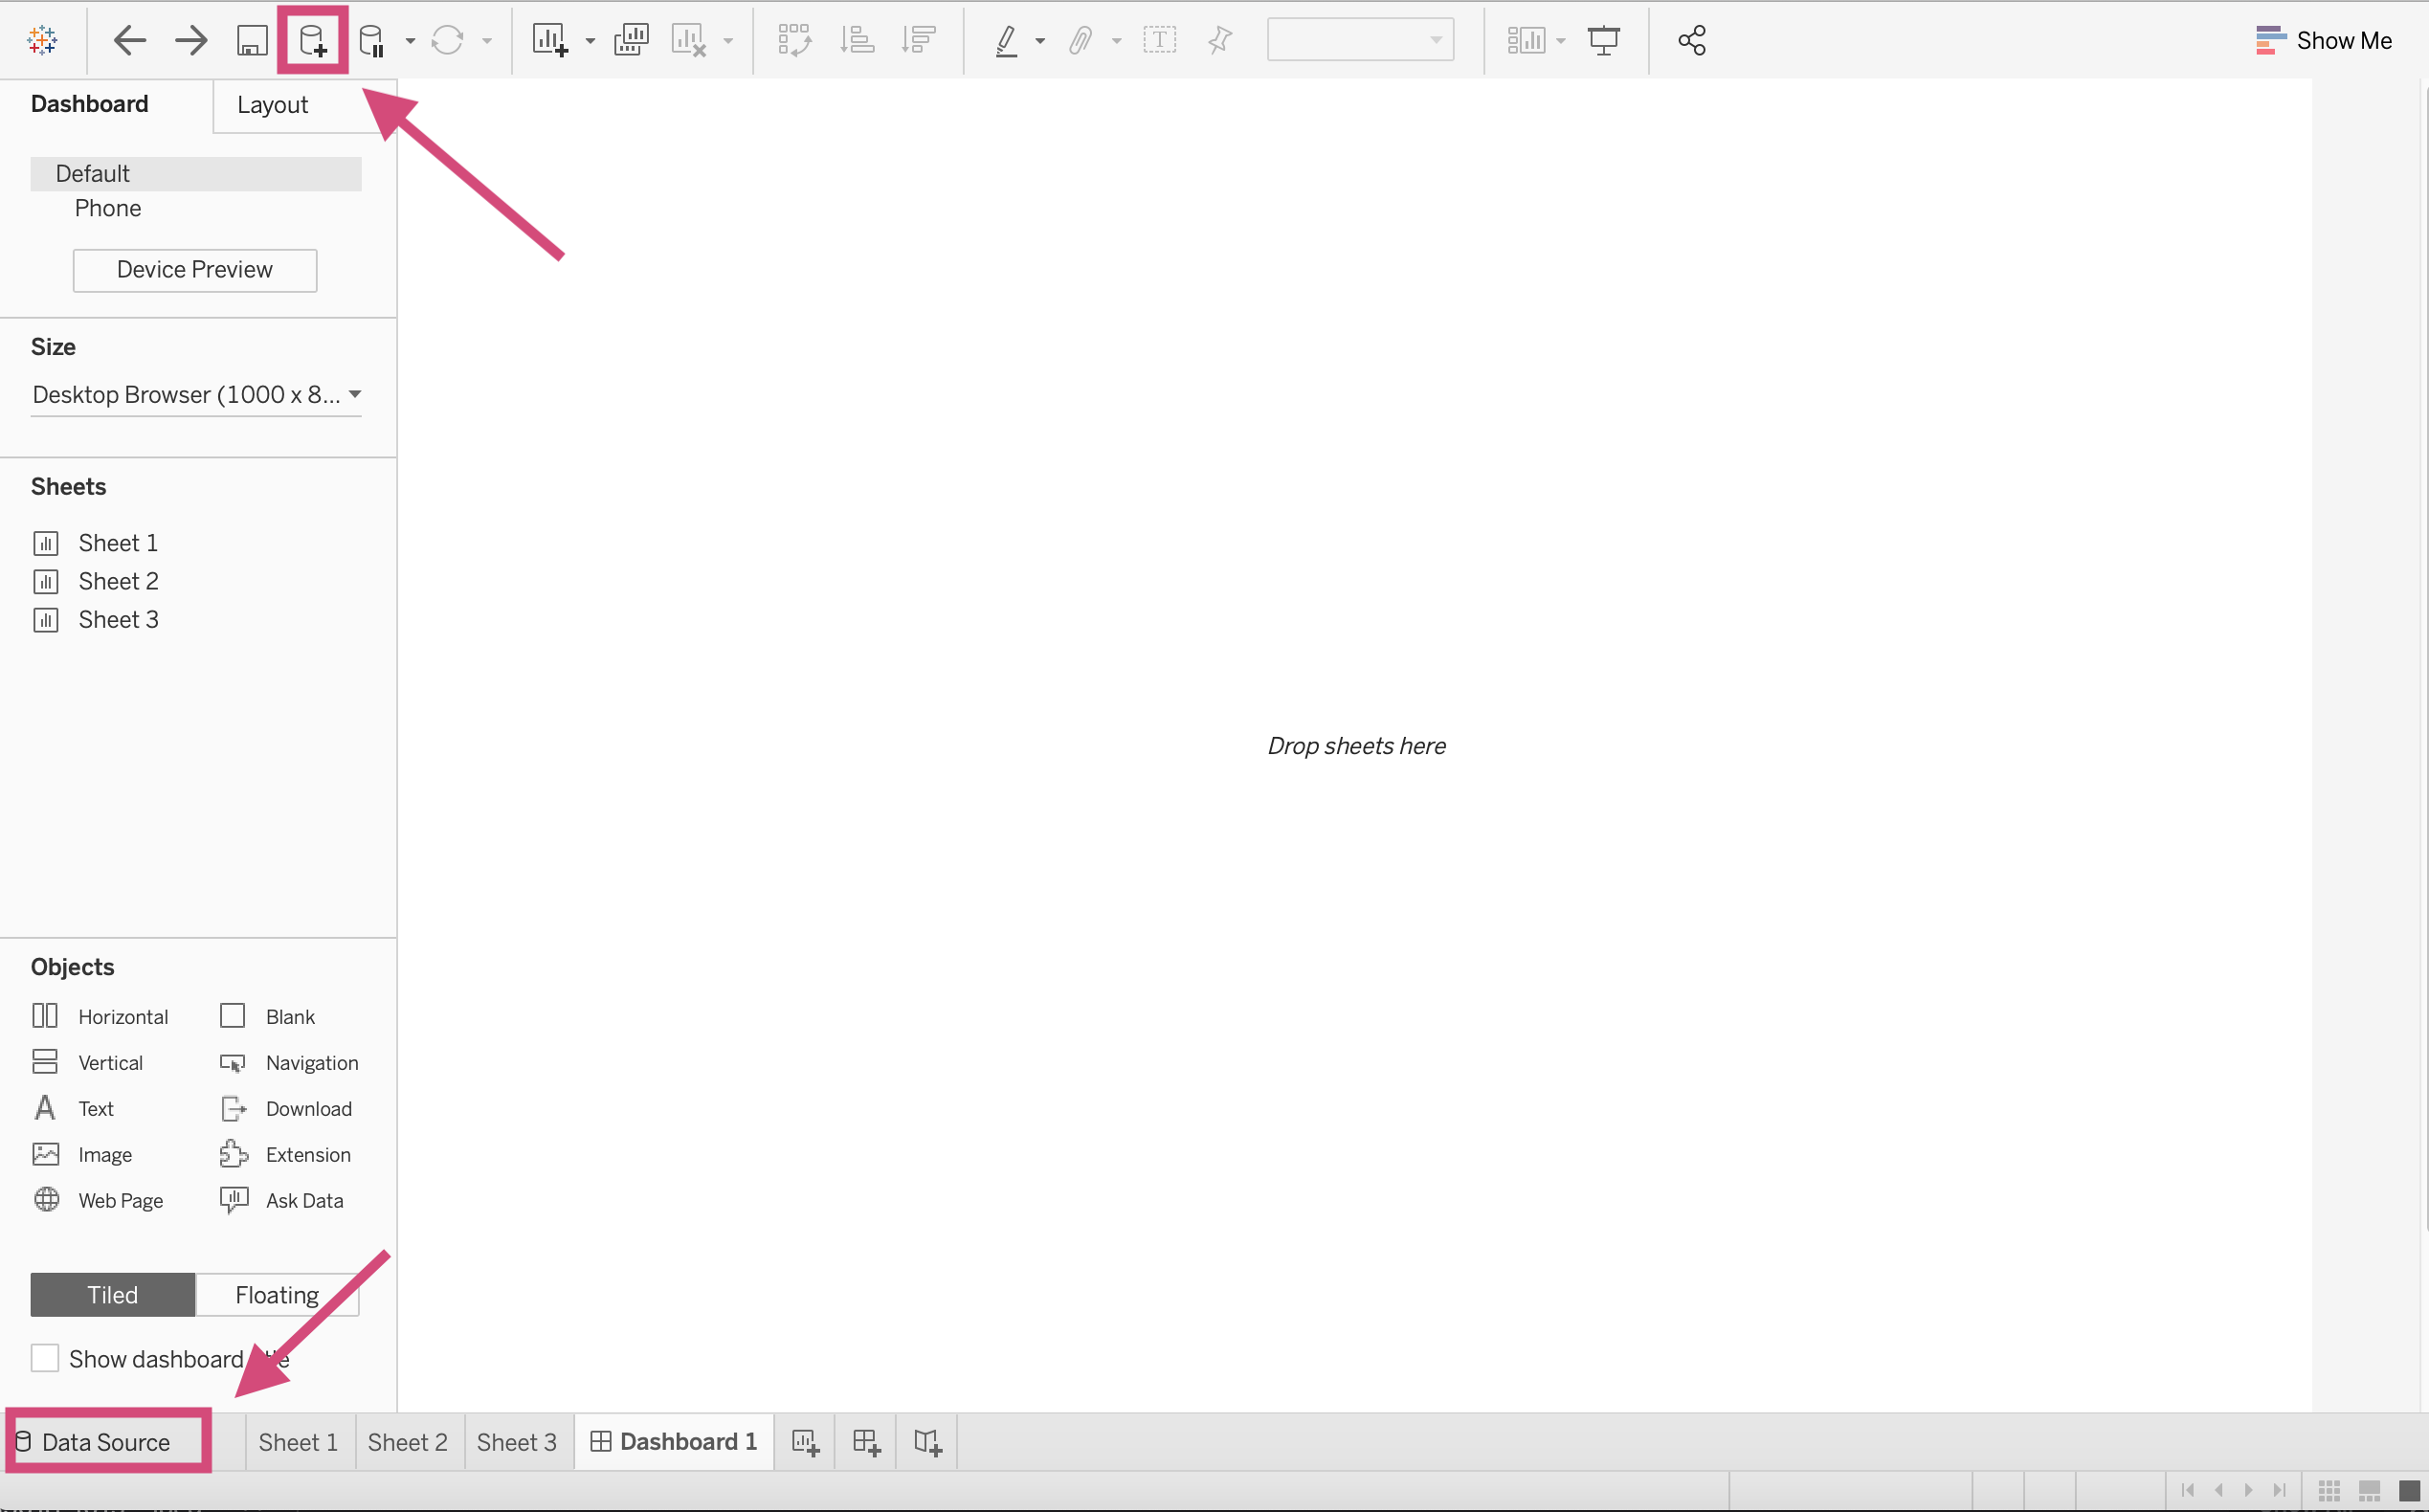 Show Me
Dashboard
Layout
Default
Phone
Device Preview
Size
Desktop Browser (1000 x 8...
Sheets
Sheet 1
Sheet 2
Sheet 3
Drop sheets here
Objects
Horizontal Blank
Vertical Navigation
Text Download
Image Extension
Web Page Ask Data
Tiled Floating
Show dashboard
Data Source Sheet 1 Sheet 2 Sheet 3 Dashboard 1